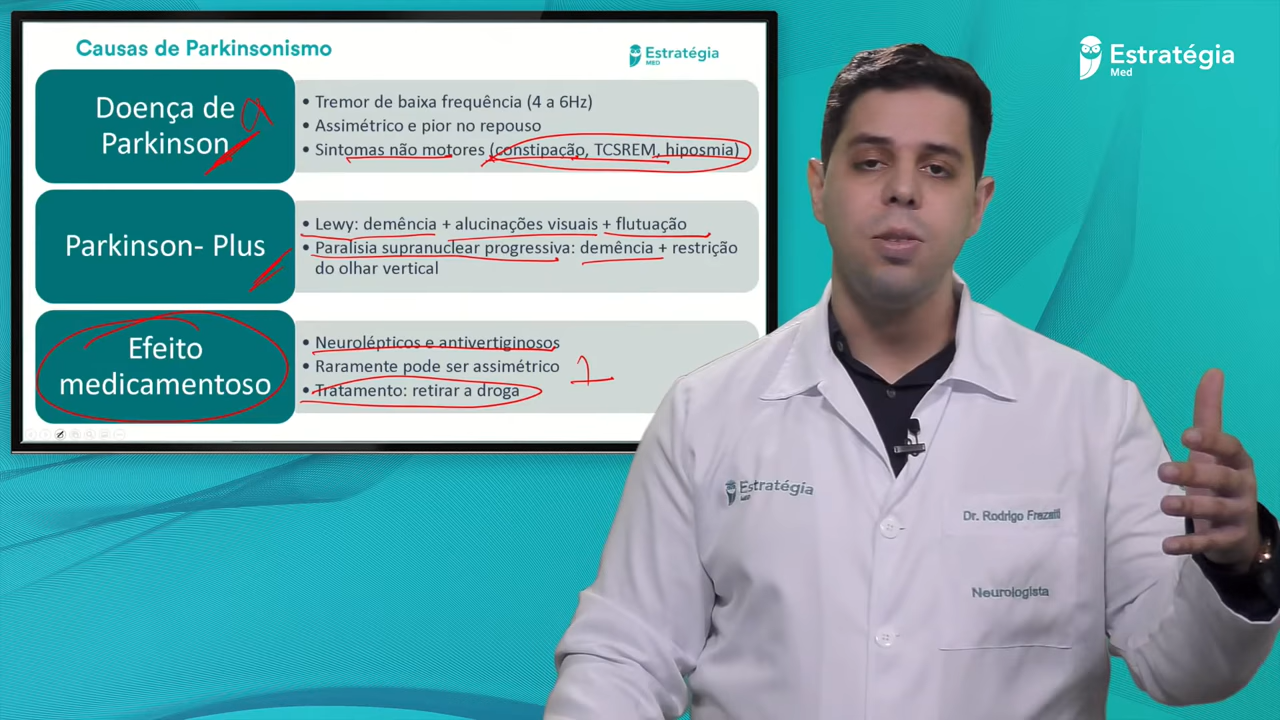 Causas de Parkinsonismo
Estratégia
MED
Doença de
Parkinson
• Tremor de baixa frequência (4 a 6Hz)
• Assimétrico e pior no repouso
• Sintomas não motores (constipação, TCSREM, hiposmia)
Parkinson- Plus
• Lewy: demência + alucinações visuais + flutuação
• Paralisia supranuclear progressiva: demência + restrição
do olhar vertical
Efeito
medicamentoso
• Neurolépticos e antivertiginosos
• Raramente pode ser assimétrico
• Tratamento: retirar a droga
Estratégia
Med
Estratégia
MED
Dr. Rodrigo
Neurologista